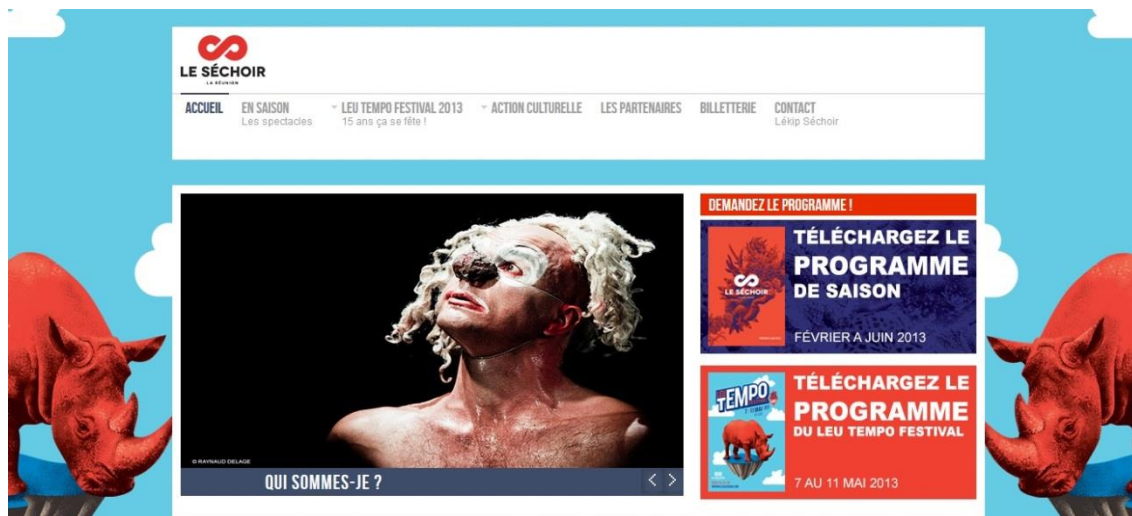 LE SÉCHOIR
LA RÉUNION
ACCUEIL
EN SAISON
Les spectacles
LEU TEMPO FESTIVAL 2013
15 ans ça se fête !
ACTION CULTURELLE
LES PARTENAIRES
BILLETTERIE
CONTACT
Lékip Séchoir
© RAYNAUD DELAGE
QUI SOMMES-JE ?
DEMANDEZ LE PROGRAMME !
LE SÉCHOIR
TÉLÉCHARGEZ LE
PROGRAMME
DE SAISON
FÉVRIER A JUIN 2013
TEMPO
TÉLÉCHARGEZ LE
PROGRAMME
DU LEU TEMPO FESTIVAL
7 AU 11 MAI 2013